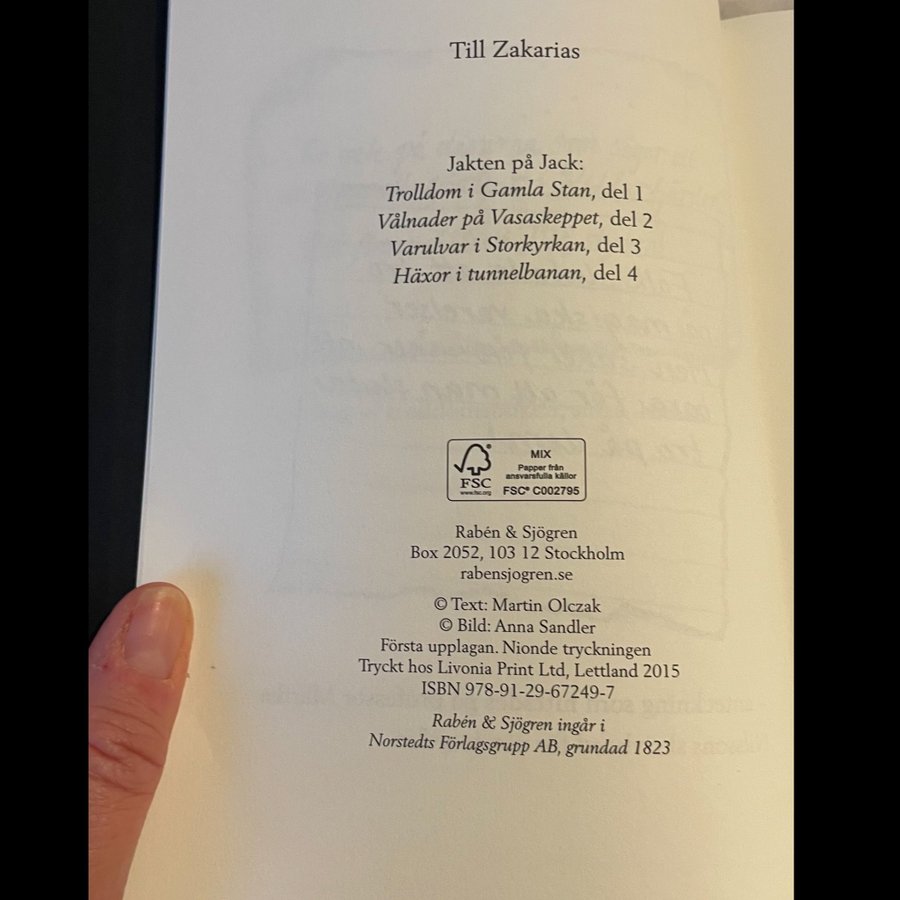 Till Zakarias
Jakten på Jack:
Trolldom i Gamla Stan, del 1
Vålnader på Vasaskeppet, del 2
Varulvar i Storkyrkan, del 3
Häxor i tunnelbanan, del 4
FSC
www.fsc.org
MIX
Papper från
ansvarsfulla källor
FSC® C002795
Rabén & Sjögren
Box 2052, 103 12 Stockholm
rabensjogren.se
© Text: Martin Olczak
© Bild: Anna Sandler
Första upplagan. Nionde tryckningen
Tryckt hos Livonia Print Ltd, Lettland 2015
ISBN 978-91-29-67249-7
Rabén & Sjögren ingår i
Norstedts Förlagsgrupp AB, grundad 1823